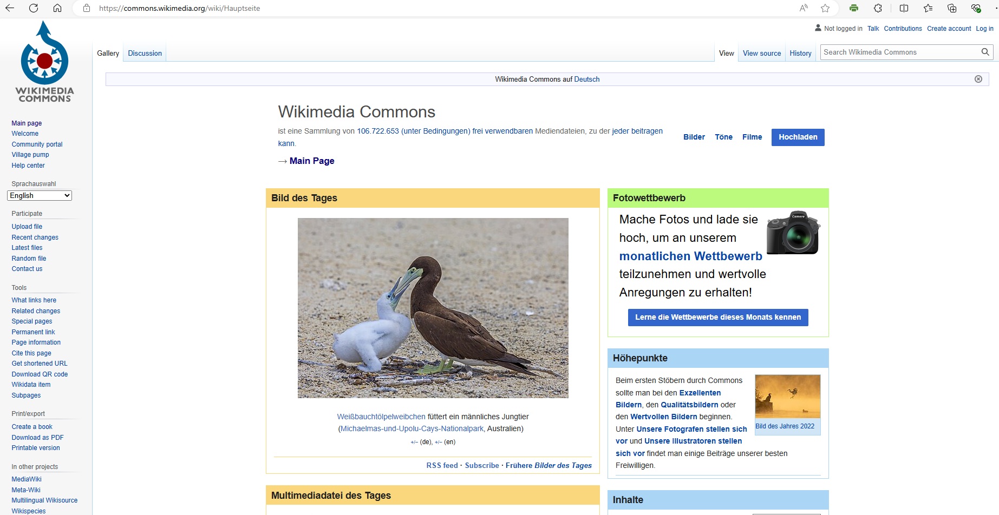 https://commons.wikimedia.org/wiki/Hauptseite
Not logged in Talk Contributions Create account Log in
WIKIMEDIA
COMMONS
Gallery Discussion
View View source History Search Wikimedia Commons
Wikimedia Commons auf Deutsch
Main page
Welcome
Community portal
Village pump
Help center
Sprachauswahl
English
Participate
Upload file
Recent changes
Latest files
Random file
Contact us
Tools
What links here
Related changes
Special pages
Permanent link
Page information
Cite this page
Get shortened URL
Download QR code
Wikidata item
Subpages
Print/export
Create a book
Download as PDF
Printable version
In other projects
MediaWiki
Meta-Wiki
Multilingual Wikisource
Wikispecies
Wikimedia Commons
ist eine Sammlung von 106.722.653 (unter Bedingungen) frei verwendbaren Mediendateien, zu der jeder beitragen
kann.
→ Main Page
Bilder Töne Filme Hochladen
Bild des Tages
Weißbauchtölpelweibchen füttert ein männliches Jungtier
(Michaelmas-und-Upolu-Cays-Nationalpark, Australien)
+/− (de), +/− (en)
RSS feed · Subscribe · Frühere Bilder des Tages
Multimediadatei des Tages
Fotowettbewerb
Camera
Mache Fotos und lade sie
hoch, um an unserem
monatlichen Wettbewerb
teilzunehmen und wertvolle
Anregungen zu erhalten!
Lerne die Wettbewerbe dieses Monats kennen
Höhepunkte
Beim ersten Stöbern durch Commons
sollte man bei den Exzellenten
Bildern, den Qualitätsbildern oder
den Wertvollen Bildern beginnen.
Unter Unsere Fotografen stellen sich
vor und Unsere Illustratoren stellen
sich vor findet man einige Beiträge unserer besten
Freiwilligen.
Bild des Jahres 2022
Inhalte